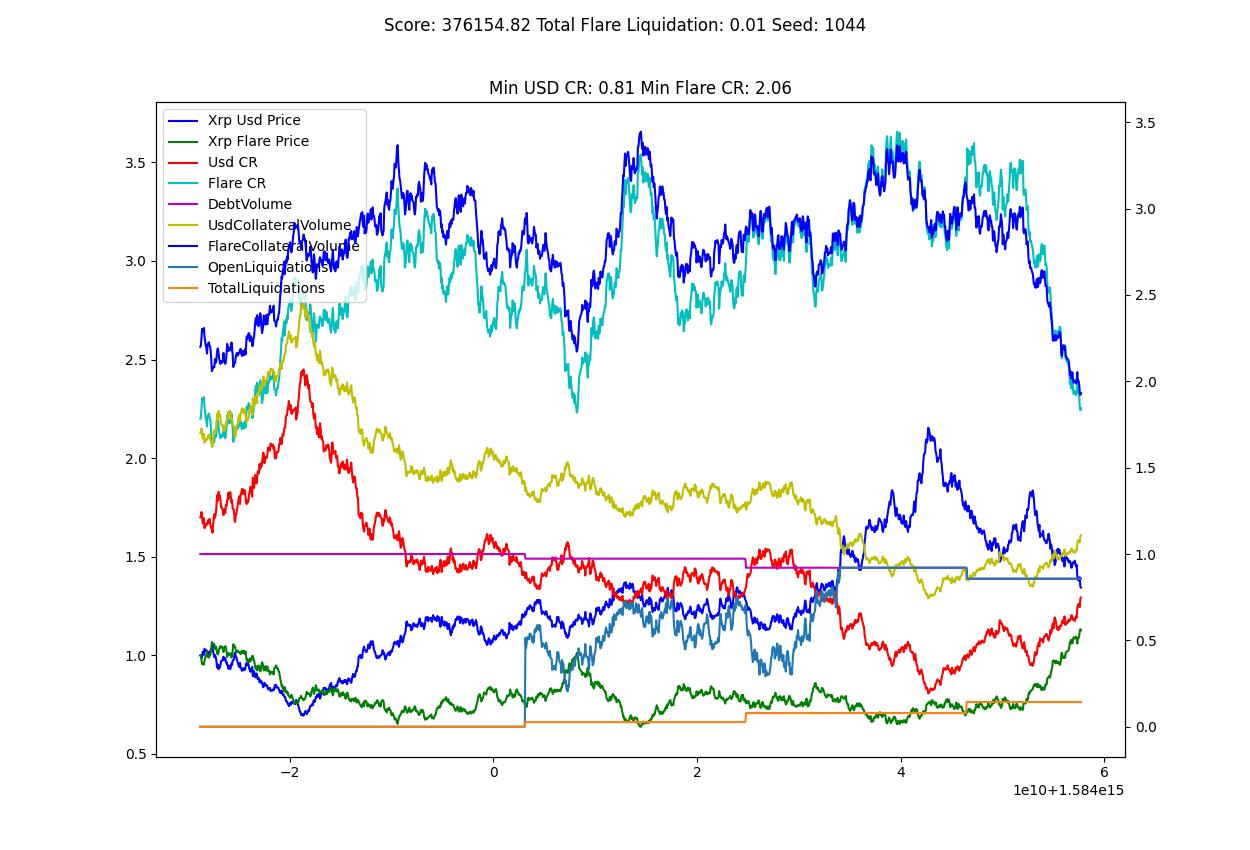 Score: 376154.82 Total Flare Liquidation: 0.01 Seed: 1044
Min USD CR: 0.81 Min Flare CR: 2.06
Xrp Usd Price
Xrp Flare Price
Usd CR
Flare CR
DebtVolume
UsdCollateralVolume
FlareCollateralVolume
OpenLiquidations
TotalLiquidations
3.5
3.0
2.5
2.0
1.5
1.0
0.5
3.5
3.0
2.5
2.0
1.5
1.0
0.5
0.0
−2 0 2 4 6
1e10+1.584e15